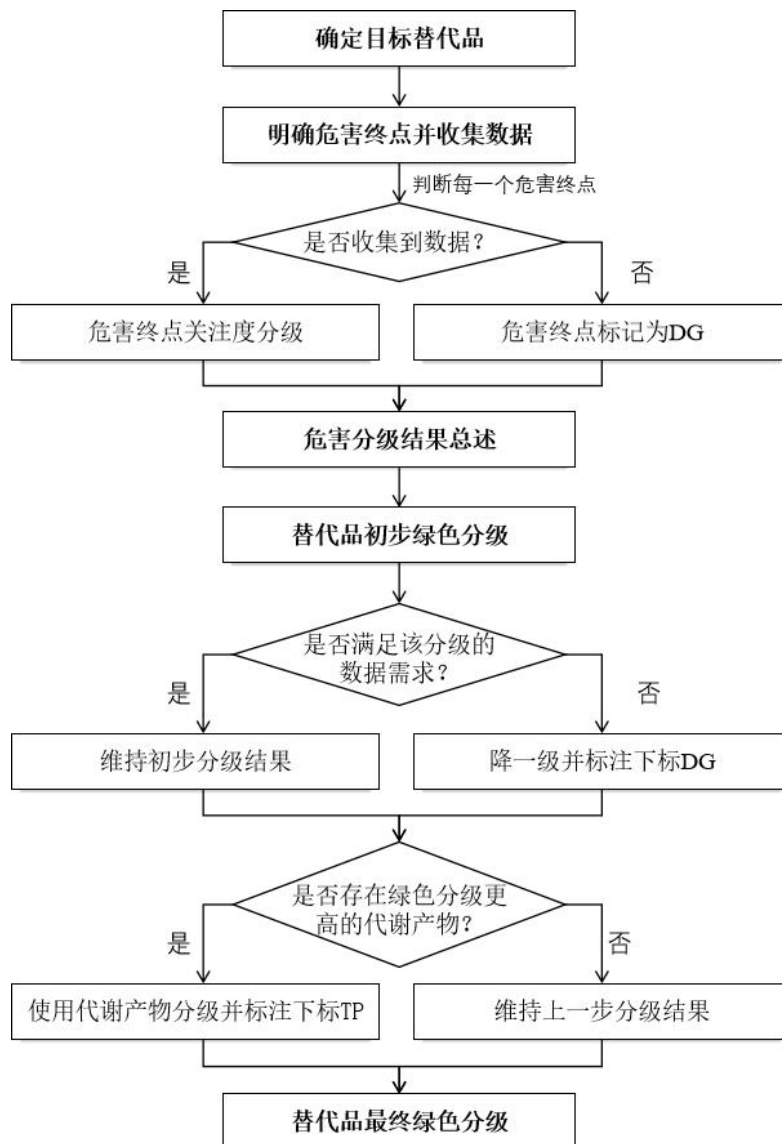 确定目标替代品
明确危害终点并收集数据
判断每一个危害终点
是否收集到数据？
是
否
危害终点关注度分级
危害终点标记为DG
危害分级结果总述
替代品初步绿色分级
是否满足该分级的
数据需求？
是
否
维持初步分级结果
降一级并标注下标DG
是否存在绿色分级更
高的代谢产物？
是
否
使用代谢产物分级并标注下标TP
维持上一步分级结果
替代品最终绿色分级